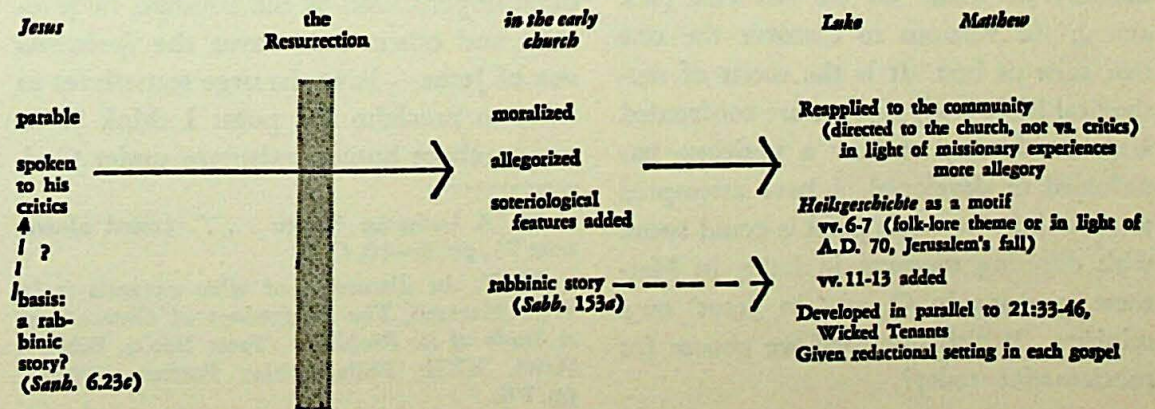 Jesus
the
Resurrection
in the early
church
Luke Matthew
parable
spoken
to his
critics
?
basis:
a rab-
binic
story?
(Sanb. 6.23c)
moralized
allegorized
soteriological
features added
rabbinic story
(Sabb. 153a)
Reapplied to the community
(directed to the church, not vs. critics)
in light of missionary experiences
more allegory
Heilsgeschichte as a motif
vv. 6-7 (folk-lore theme or in light of
A.D. 70, Jerusalem's fall)
vv. 11-13 added
Developed in parallel to 21:33-46,
Wicked Tenants
Given redactional setting in each gospel